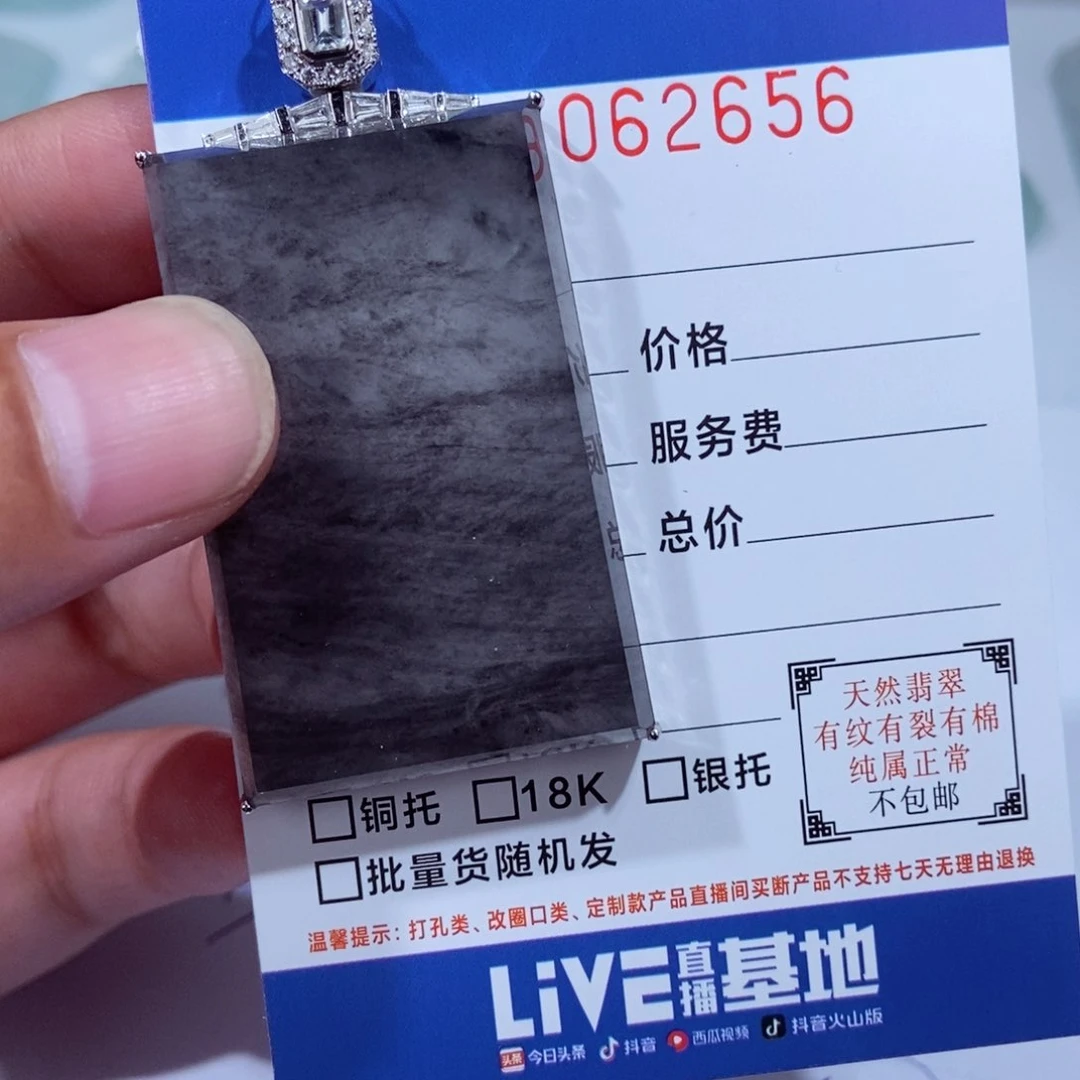 062656
价格
服务费
总价
天然翡翠
有纹有裂有棉
纯属正常
不包邮
□铜托 □18K □银托
□批量货随机发
温馨提示：打孔类、改圈口类、定制款产品直播间买断产品不支持七天无理由退换
LiVE直播基地
头条 今日头条 抖音 西瓜视频 抖音火山版